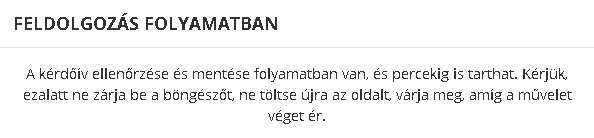 FELDOLGOZÁS FOLYAMATBAN
A kérdőív ellenőrzése és mentése folyamatban van, és percekig is tarthat. Kérjük,
ezalatt ne zárja be a böngészőt, ne töltse újra az oldalt, várja meg, amíg a művelet
véget ér.